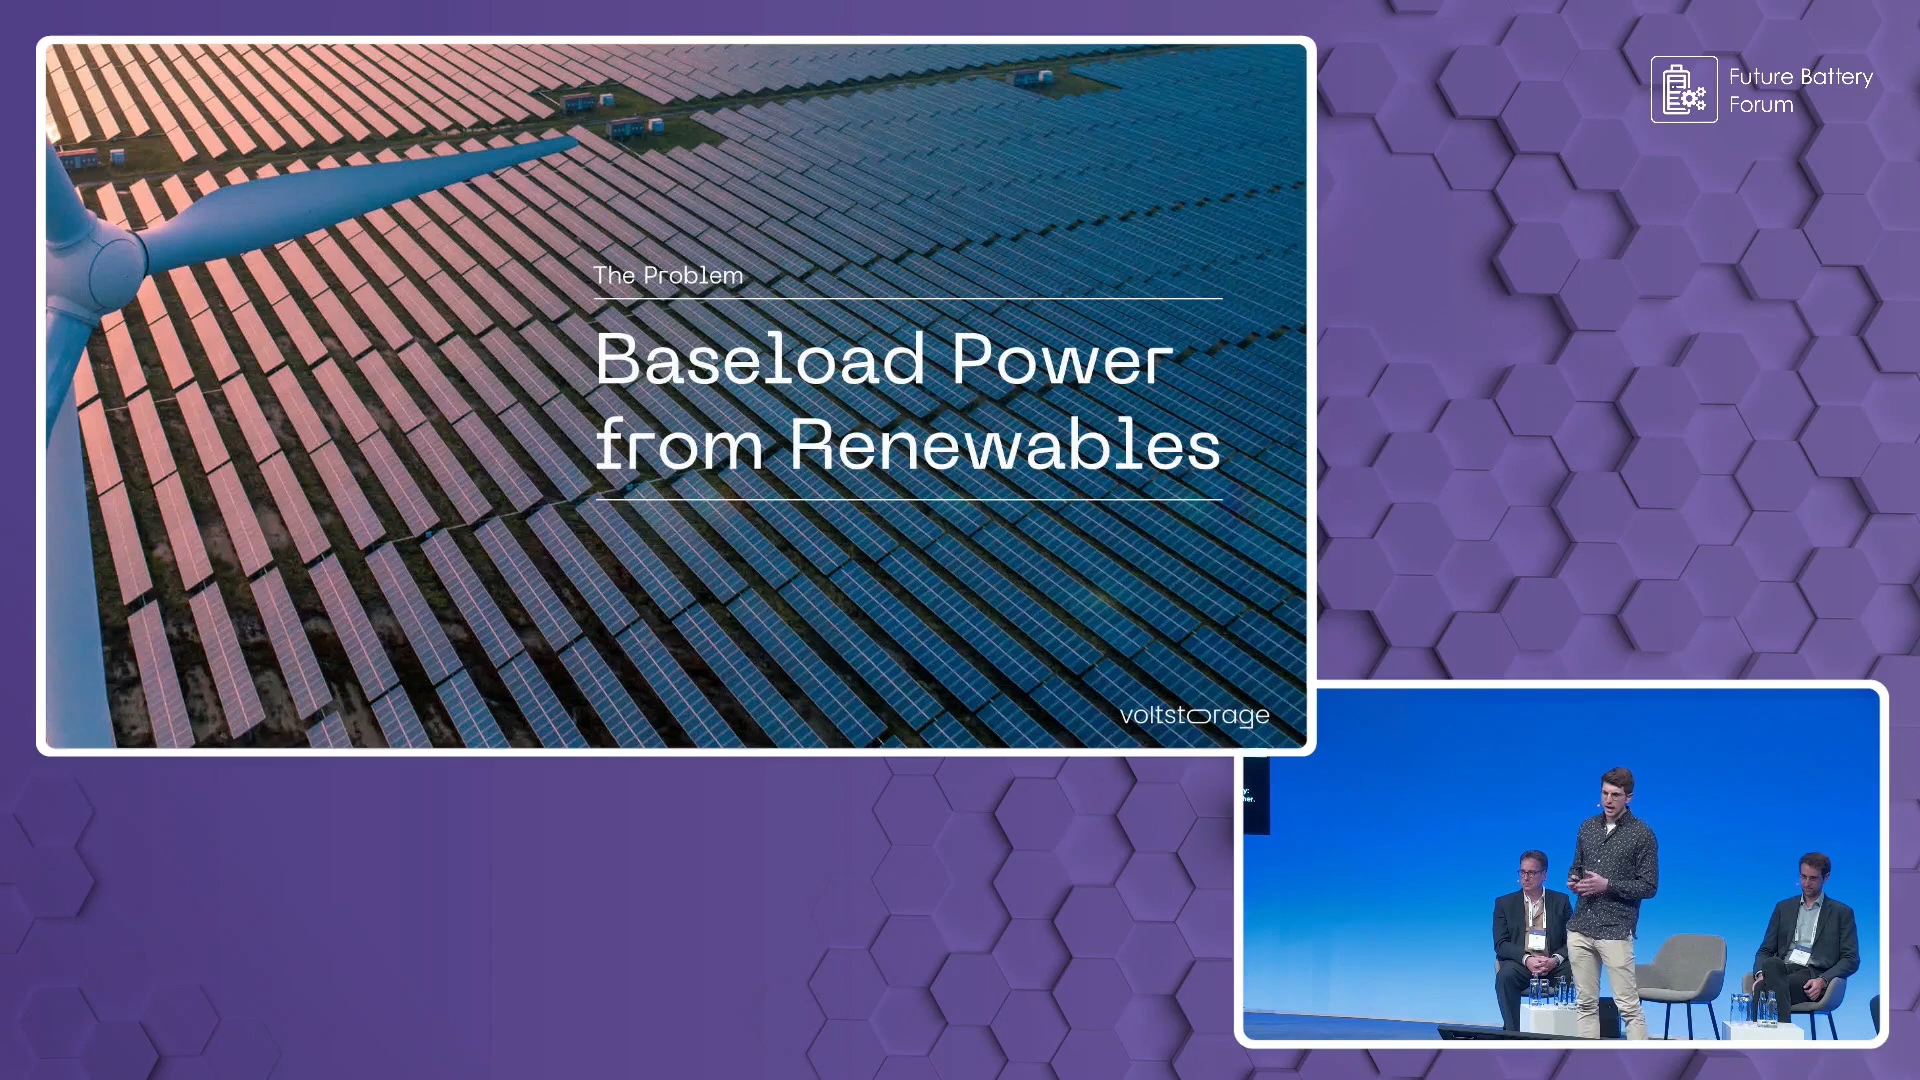 The Problem
Baseload Power
from Renewables
voltstorage
Future Battery
Forum